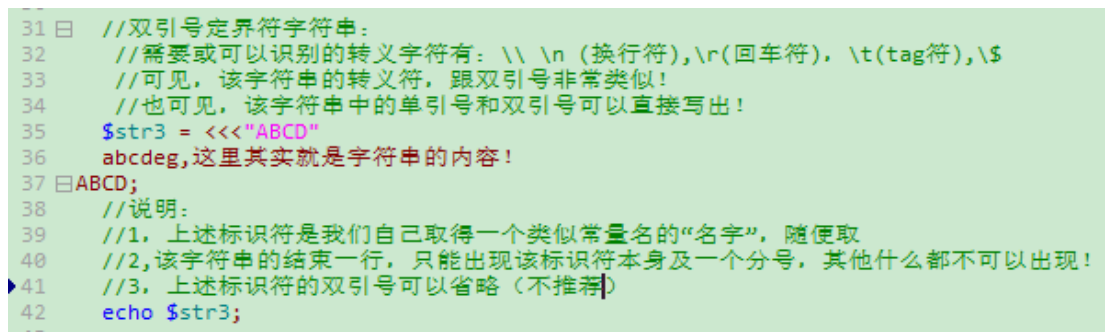 31 //双引号定界符字符串：
32 //需要或可以识别的转义字符有：\\ \n (换行符),\r(回车符)，\t(tag符),\$
33 //可见，该字符串的转义符，跟双引号非常类似！
34 //也可见，该字符串中的单引号和双引号可以直接写出！
35 $str3 = <<<"ABCD"
36 abcdeg,这里其实就是字符串的内容！
37 ABCD;
38 //说明：
39 //1，上述标识符是我们自己取得一个类似常量名的“名字”，随便取
40 //2,该字符串的结束一行，只能出现该标识符本身及一个分号，其他什么都不可以出现！
41 //3，上述标识符的双引号可以省略（不推荐）
42 echo $str3;